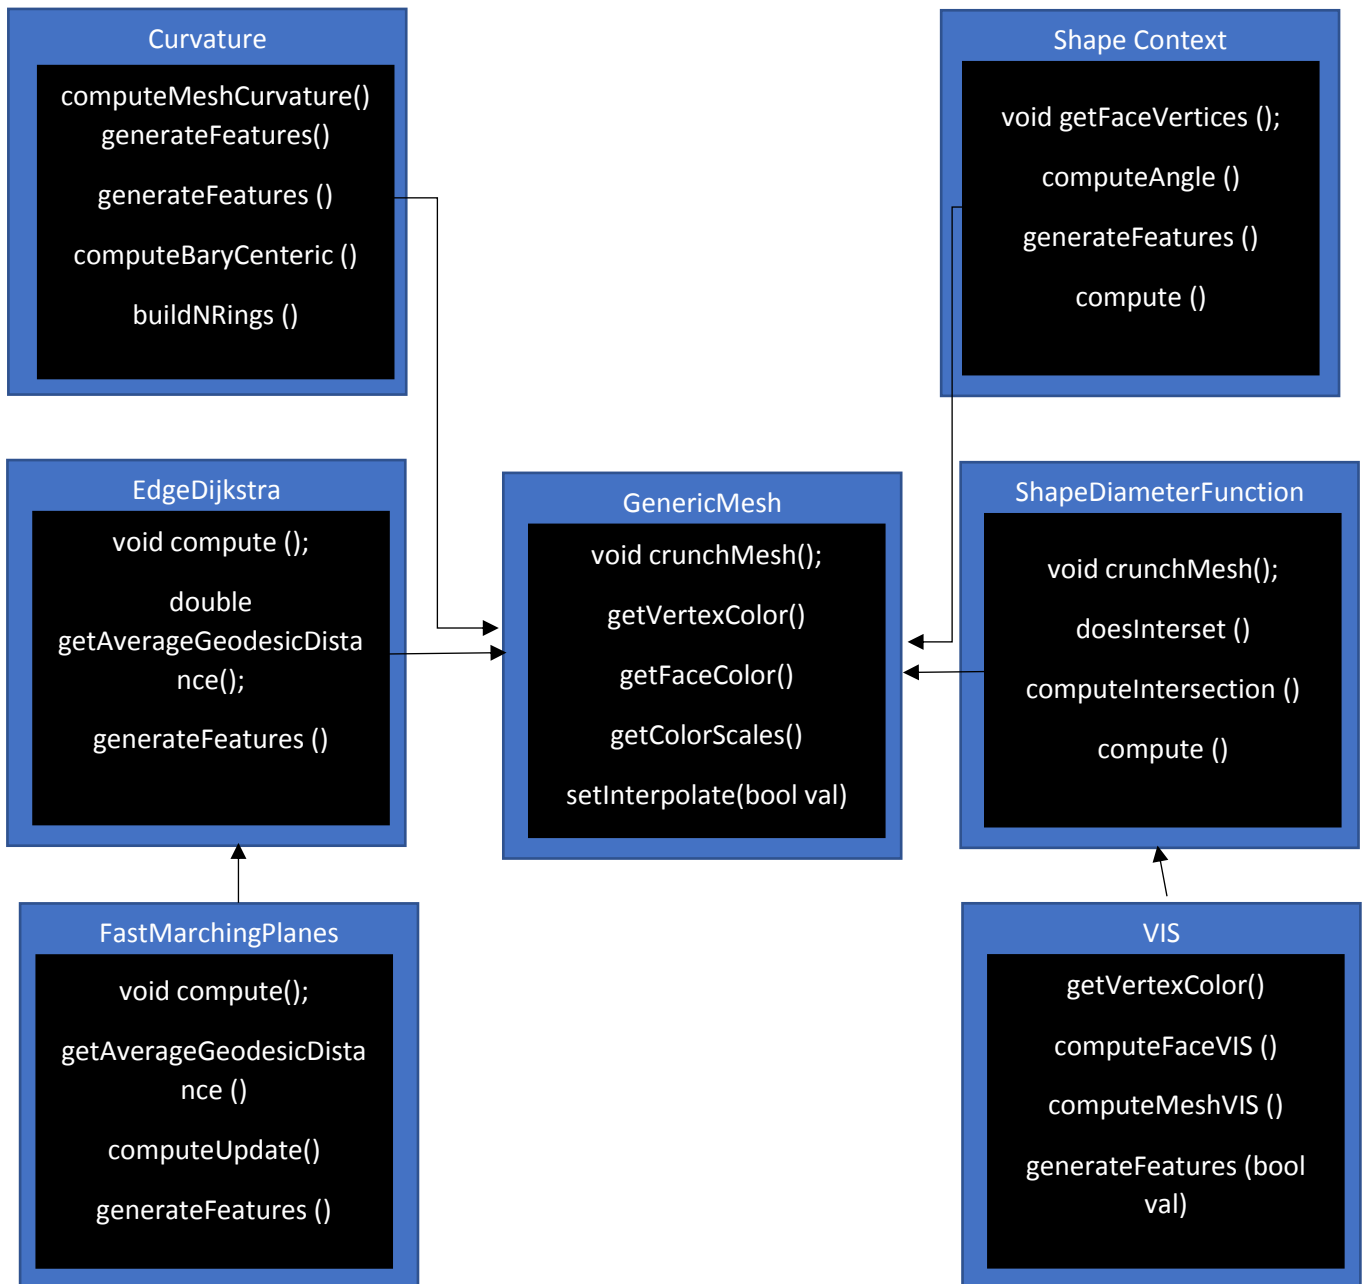 Curvature
computeMeshCurvature()
generateFeatures()
generateFeatures ()
computeBaryCenteric ()
buildNRings ()
Shape Context
void getFaceVertices ();
computeAngle ()
generateFeatures ()
compute ()
EdgeDijkstra
void compute ();
double
getAverageGeodesicDista
nce();
generateFeatures ()
GenericMesh
void crunchMesh();
getVertexColor()
getFaceColor()
getColorScales()
setInterpolate(bool val)
ShapeDiameterFunction
void crunchMesh();
doesInterset ()
computeIntersection ()
compute ()
FastMarchingPlanes
void compute();
getAverageGeodesicDista
nce ()
computeUpdate()
generateFeatures ()
VIS
getVertexColor()
computeFaceVIS ()
computeMeshVIS ()
generateFeatures (bool
val)